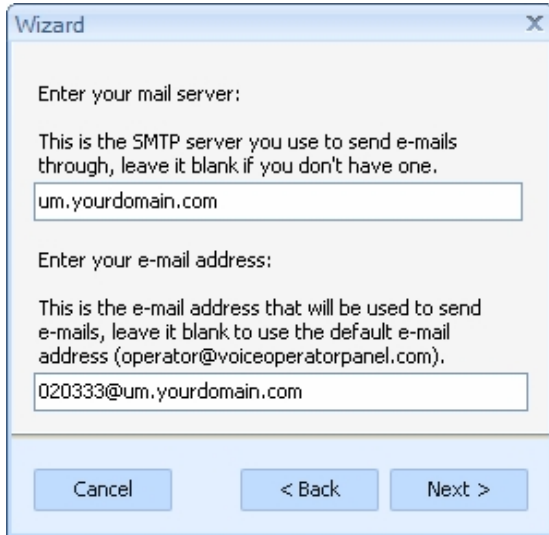 Wizard
X
Enter your mail server:
This is the SMTP server you use to send e-mails
through, leave it blank if you don't have one.
um.yourdomain.com
Enter your e-mail address:
This is the e-mail address that will be used to send
e-mails, leave it blank to use the default e-mail
address (operator@voiceoperatorpanel.com).
020333@um.yourdomain.com
Cancel
< Back
Next >